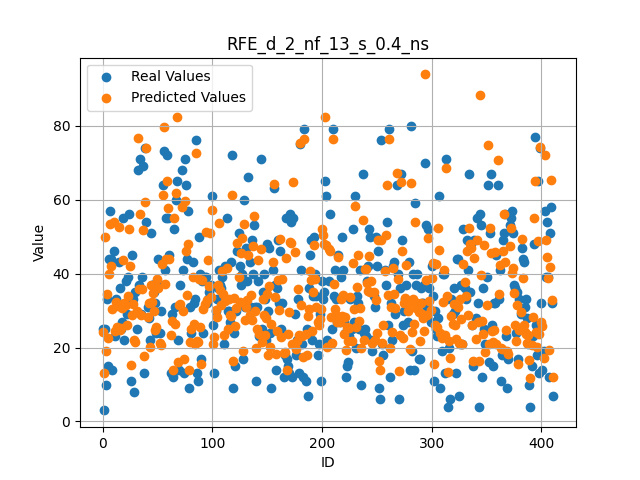 RFE_d_2_nf_13_s_0.4_ns
Real Values
Predicted Values
80
60
40
20
0
Value
0 100 200 300 400
ID